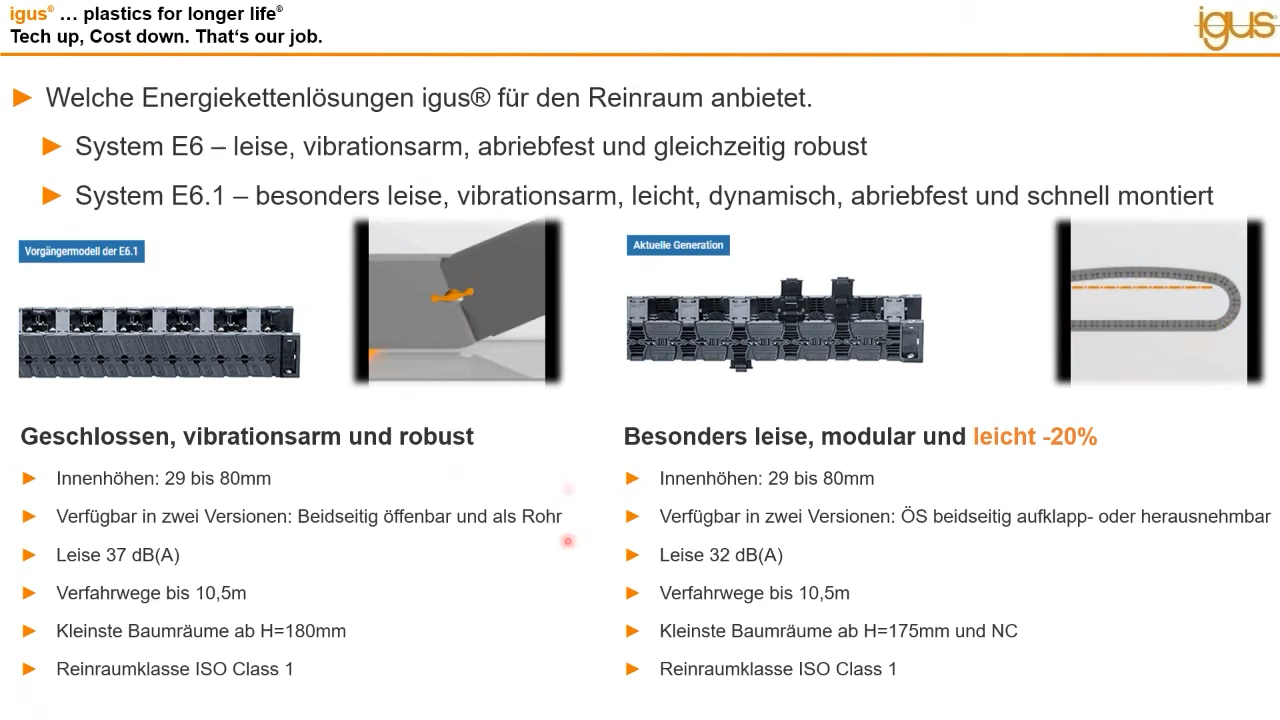 igus® … plastics for longer life®
Tech up, Cost down. That‘s our job.
igus
Welche Energiekettenlösungen igus® für den Reinraum anbietet.
System E6 – leise, vibrationsarm, abriebfest und gleichzeitig robust
System E6.1 – besonders leise, vibrationsarm, leicht, dynamisch, abriebfest und schnell montiert
Vorgängermodell der E6.1
Aktuelle Generation
Geschlossen, vibrationsarm und robust
Innenhöhen: 29 bis 80mm
Verfügbar in zwei Versionen: Beidseitig öffenbar und als Rohr
Leise 37 dB(A)
Verfahrwege bis 10,5m
Kleinste Baumräume ab H=180mm
Reinraumklasse ISO Class 1
Besonders leise, modular und leicht -20%
Innenhöhen: 29 bis 80mm
Verfügbar in zwei Versionen: ÖS beidseitig aufklapp- oder herausnehmbar
Leise 32 dB(A)
Verfahrwege bis 10,5m
Kleinste Baumräume ab H=175mm und NC
Reinraumklasse ISO Class 1